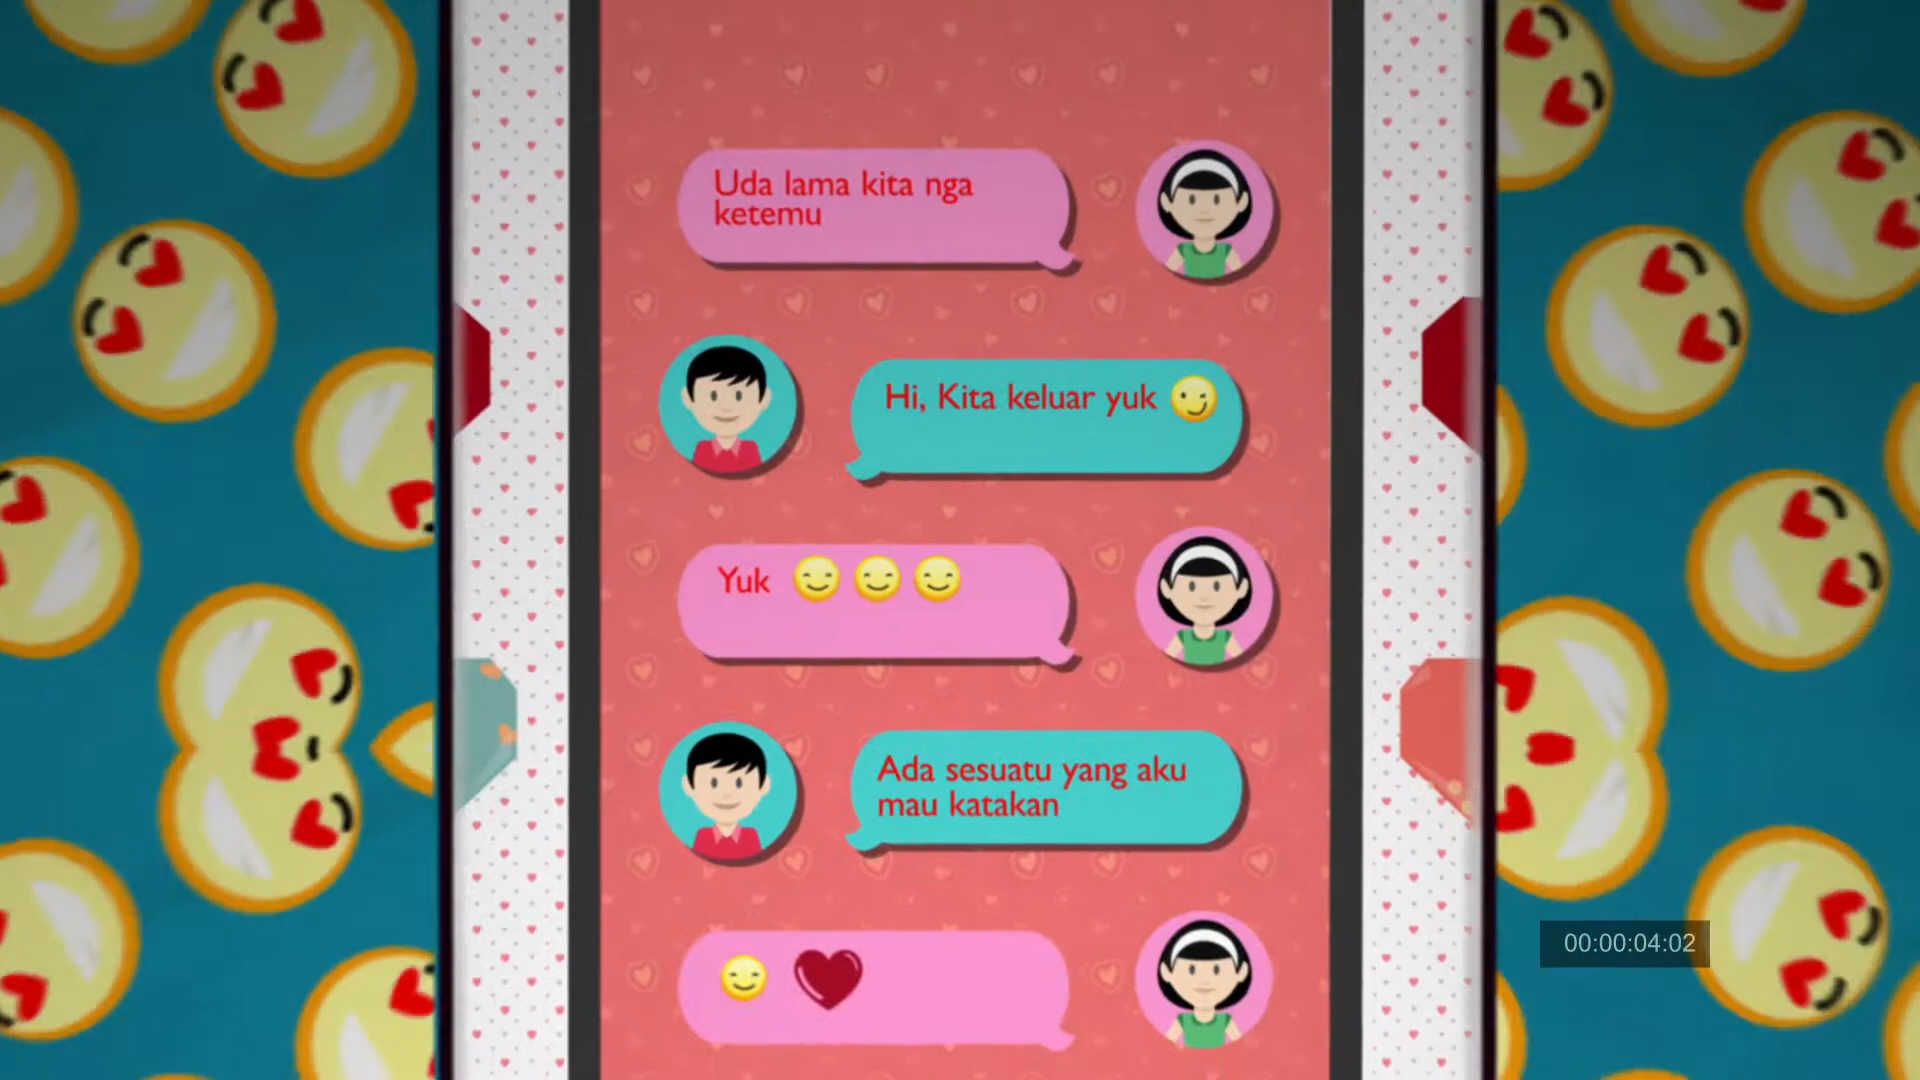 Uda lama kita nga
ketemu
Hi, Kita keluar yuk
Yuk
Ada sesuatu yang aku
mau katakan
00:00:04:02